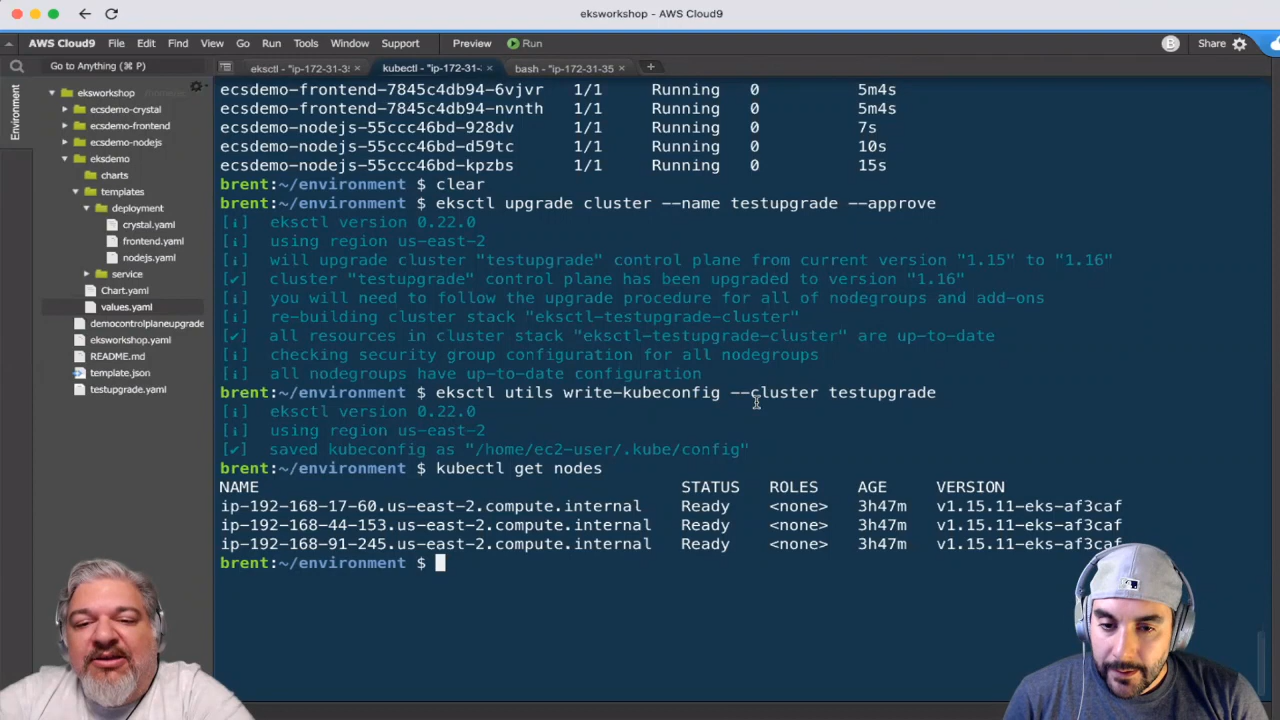 eksworkshop - AWS Cloud9
AWS Cloud9 File Edit Find View Go Run Tools Window Support Preview Run B Share
Go to Anything (⌘ P) eksctl - "ip-172-31-35 × kubectl - "ip-172-31- × bash - "ip-172-31-35 ×
Environment
eksworkshop
ecsdemo-crystal
ecsdemo-frontend
ecsdemo-nodejs
eksdemo
charts
templates
deployment
crystal.yaml
frontend.yaml
nodejs.yaml
service
Chart.yaml
values.yaml
democontrolplaneupgrade
eksworkshop.yaml
README.md
template.json
testupgrade.yaml
ecsdemo-frontend-7845c4db94-6vjvr 1/1 Running 0 5m4s
ecsdemo-frontend-7845c4db94-nvnth 1/1 Running 0 5m4s
ecsdemo-nodejs-55ccc46bd-928dv 1/1 Running 0 7s
ecsdemo-nodejs-55ccc46bd-d59tc 1/1 Running 0 10s
ecsdemo-nodejs-55ccc46bd-kpzbs 1/1 Running 0 15s
brent:~/environment $ clear
brent:~/environment $ eksctl upgrade cluster --name testupgrade --approve
[ℹ] eksctl version 0.22.0
[ℹ] using region us-east-2
[ℹ] will upgrade cluster "testupgrade" control plane from current version "1.15" to "1.16"
[✔] cluster "testupgrade" control plane has been upgraded to version "1.16"
[ℹ] you will need to follow the upgrade procedure for all of nodegroups and add-ons
[ℹ] re-building cluster stack "eksctl-testupgrade-cluster"
[✔] all resources in cluster stack "eksctl-testupgrade-cluster" are up-to-date
[ℹ] checking security group configuration for all nodegroups
[ℹ] all nodegroups have up-to-date configuration
brent:~/environment $ eksctl utils write-kubeconfig --cluster testupgrade
[ℹ] eksctl version 0.22.0
[ℹ] using region us-east-2
[✔] saved kubeconfig as "/home/ec2-user/.kube/config"
brent:~/environment $ kubectl get nodes
NAME STATUS ROLES AGE VERSION
ip-192-168-17-60.us-east-2.compute.internal Ready <none> 3h47m v1.15.11-eks-af3caf
ip-192-168-44-153.us-east-2.compute.internal Ready <none> 3h47m v1.15.11-eks-af3caf
ip-192-168-91-245.us-east-2.compute.internal Ready <none> 3h47m v1.15.11-eks-af3caf
brent:~/environment $